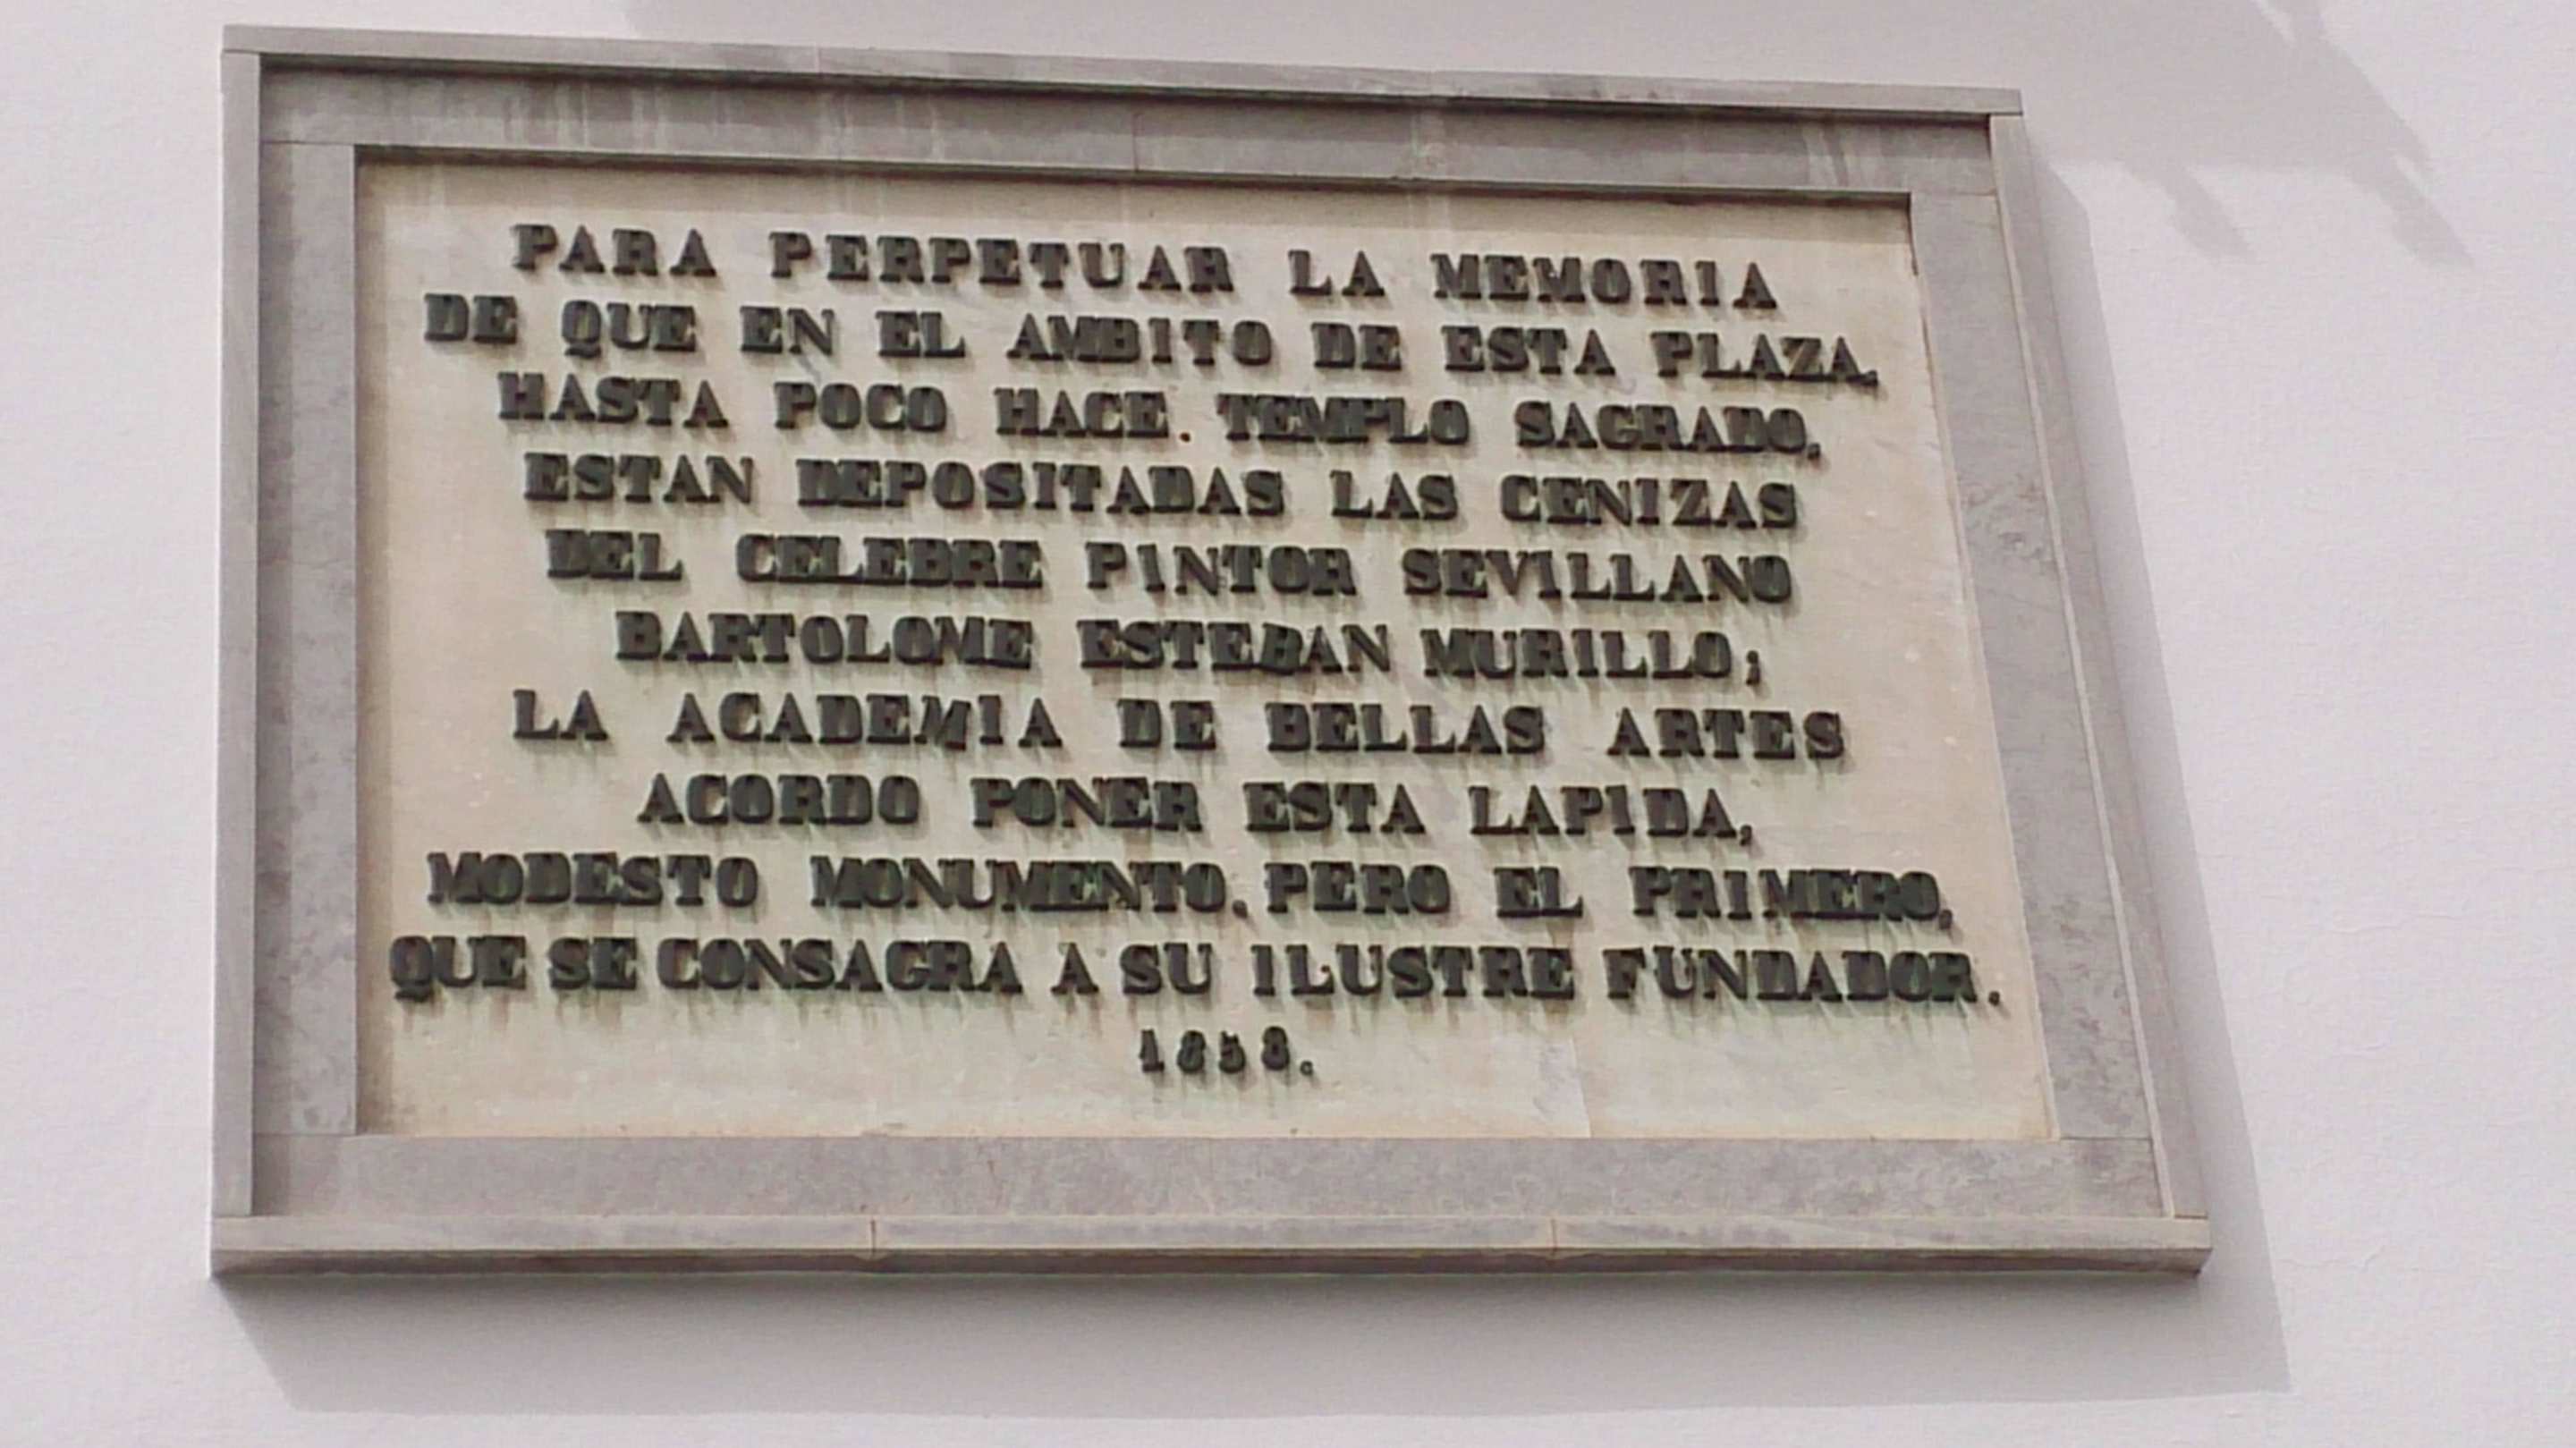 PARA PERPETUAR LA MEMORIA
DE QUE EN EL AMBITO DE ESTA PLAZA,
HASTA POCO HACE. TEMPLO SAGRADO,
ESTAN DEPOSITADAS LAS CENIZAS
DEL CELEBRE PINTOR SEVILLANO
BARTOLOME ESTEBAN MURILLO;
LA ACADEMIA DE BELLAS ARTES
ACORDO PONER ESTA LAPIDA,
MODESTO MONUMENTO, PERO EL PRIMERO,
QUE SE CONSAGRA A SU ILUSTRE FUNDADOR.
1858.